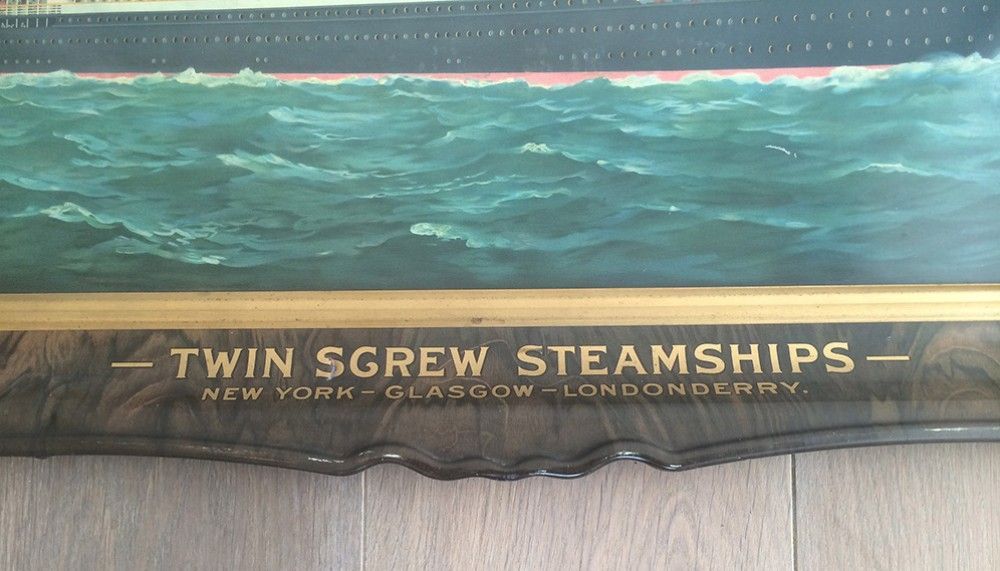 — TWIN SCREW STEAMSHIPS —
NEW YORK – GLASGOW – LONDONDERRY.